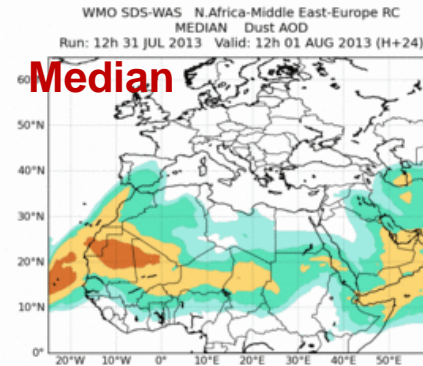 WMO SDS-WAS N.Africa-Middle East-Europe RC
MEDIAN Dust AOD
Run: 12h 31 JUL 2013 Valid: 12h 01 AUG 2013 (H+24)
Median
50°N
40°N
30°N
20°N
10°N
0°
20°W 10°W 0° 10°E 20°E 30°E 40°E 50°E